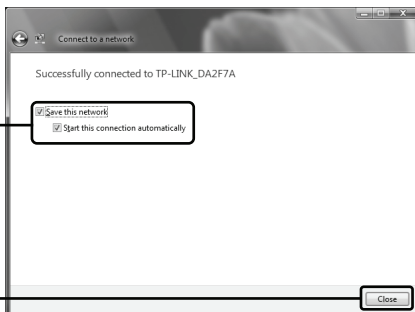 Connect to a network
Successfully connected to TP-LINK_DA2F7A
Save this network
Start this connection automatically
Close